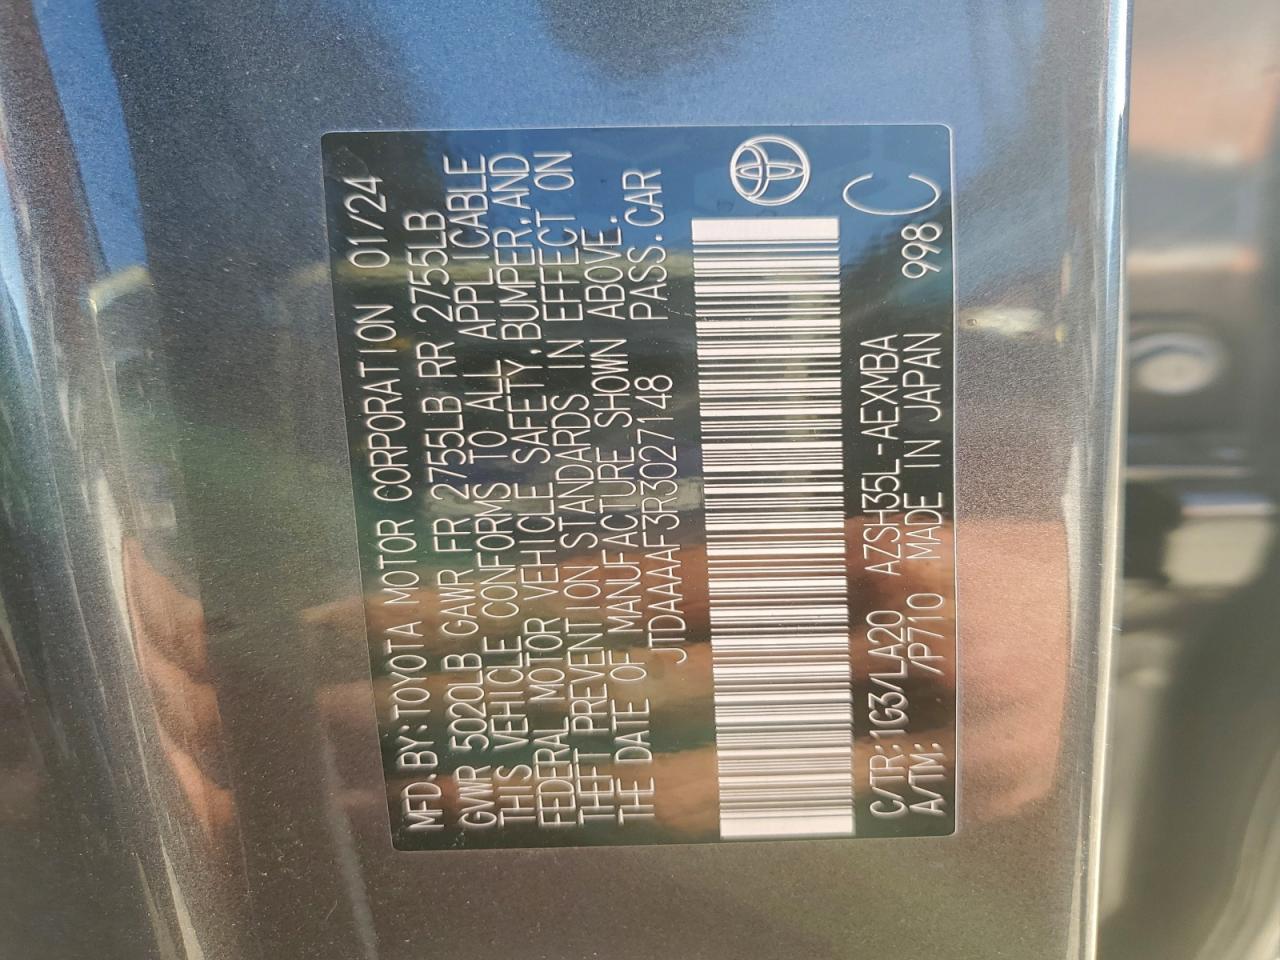 MFD.BY:TOYOTA MOTOR CORPORATION 01/24
GVWR 5020LB GAWR FR 2755LB RR 2755LB
THIS VEHICLE CONFORMS TO ALL APPLICABLE
FEDERAL MOTOR VEHICLE SAFETY,BUMPER,AND
THEFT PREVENTION STANDARDS IN EFFECT ON
THE DATE OF MANUFACTURE SHOWN ABOVE.
JTDAAAAF3R3027148 PASS.CAR
C/TR:1G3/LA20 AZSH35L-AEXMBA C
A/TM: /P710 MADE IN JAPAN 998